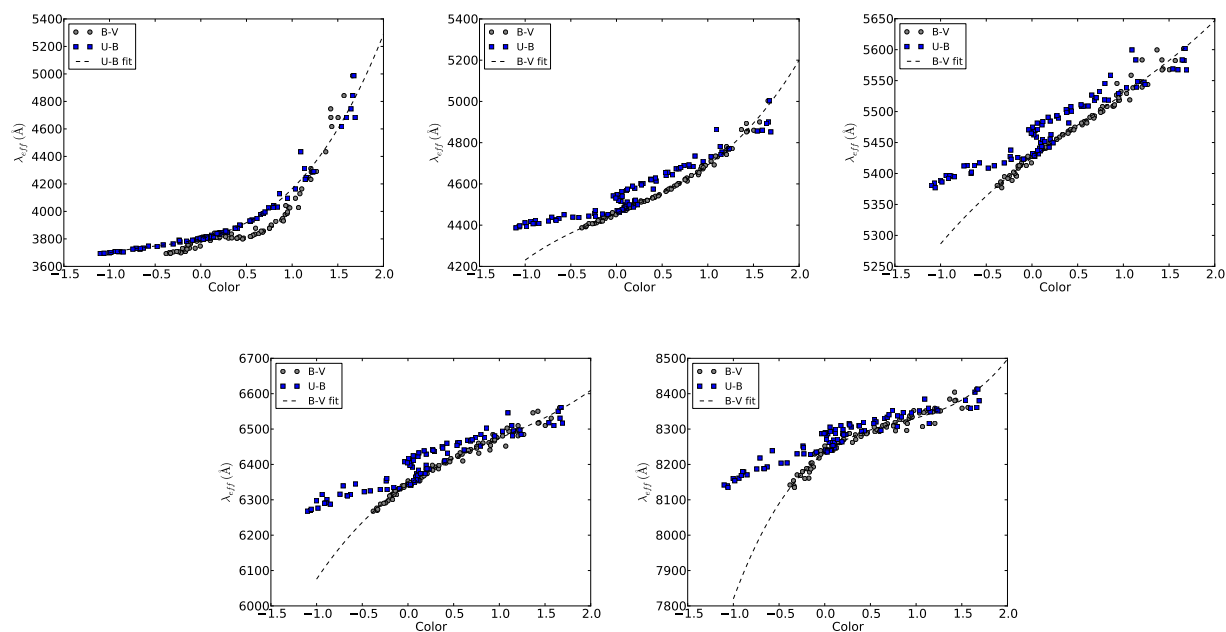 5400
5200
5000
4800
4600
4400
4200
4000
3800
3600
λeff (Å)
B-V
U-B
U-B fit
−1.5 −1.0 −0.5 0.0 0.5 1.0 1.5 2.0
Color
5400
5200
5000
4800
4600
4400
4200
λeff (Å)
B-V
U-B
B-V fit
−1.5 −1.0 −0.5 0.0 0.5 1.0 1.5 2.0
Color
5650
5600
5550
5500
5450
5400
5350
5300
5250
λeff (Å)
B-V
U-B
B-V fit
−1.5 −1.0 −0.5 0.0 0.5 1.0 1.5 2.0
Color
6700
6600
6500
6400
6300
6200
6100
6000
λeff (Å)
B-V
U-B
B-V fit
−1.5 −1.0 −0.5 0.0 0.5 1.0 1.5 2.0
Color
8500
8400
8300
8200
8100
8000
7900
7800
λeff (Å)
B-V
U-B
B-V fit
−1.5 −1.0 −0.5 0.0 0.5 1.0 1.5 2.0
Color